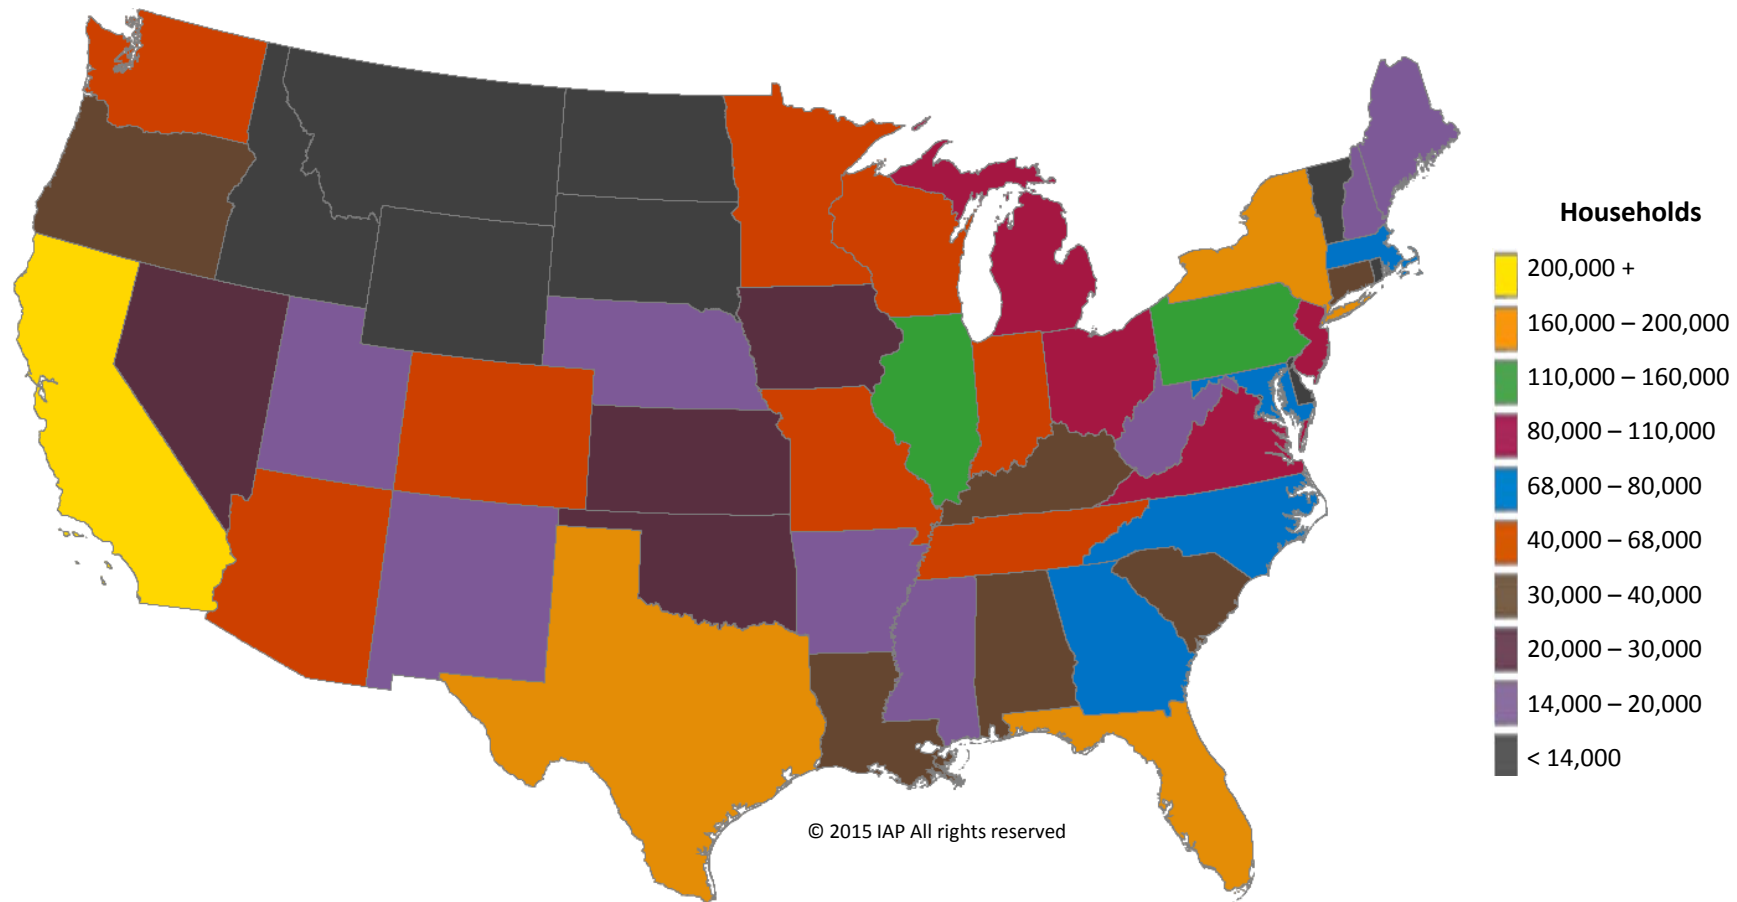 Households
200,000 +
160,000 – 200,000
110,000 – 160,000
80,000 – 110,000
68,000 – 80,000
40,000 – 68,000
30,000 – 40,000
20,000 – 30,000
14,000 – 20,000
< 14,000
© 2015 IAP All rights reserved